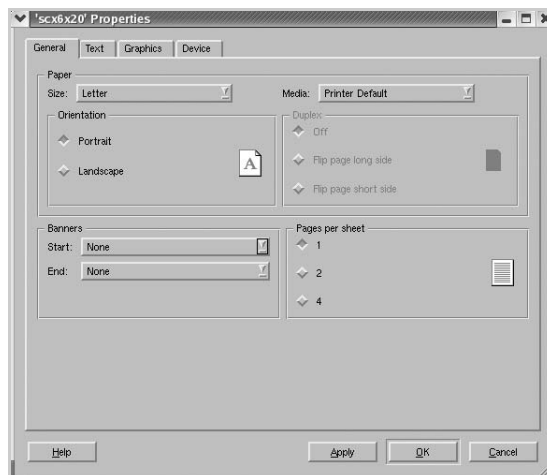 'scx6x20' Properties
General Text Graphics Device
Paper
Size: Letter Media: Printer Default
Orientation Duplex
Portrait Off
Landscape Flip page long side
A
Flip page short side
Banners Pages per sheet
Start: None 1
End: None 2
4
Help Apply OK Cancel